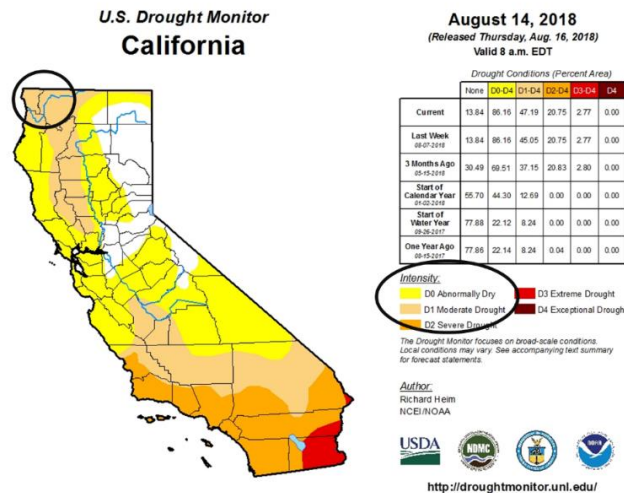 U.S. Drought Monitor
California
August 14, 2018
(Released Thursday, Aug. 16, 2018)
Valid 8 a.m. EDT
Drought Conditions (Percent Area)
None D0-D4 D1-D4 D2-D4 D3-D4 D4
Current 13.84 86.16 47.19 20.75 2.77 0.00
Last Week 08-07-2018 13.84 86.16 45.05 20.75 2.77 0.00
3 Months Ago 05-15-2018 30.49 69.51 37.15 20.83 2.80 0.00
Start of Calendar Year 01-02-2018 55.70 44.30 12.69 0.00 0.00 0.00
Start of Water Year 09-26-2017 77.88 22.12 8.24 0.00 0.00 0.00
One Year Ago 08-15-2017 77.86 22.14 8.24 0.04 0.00 0.00
Intensity:
D0 Abnormally Dry
D1 Moderate Drought
D2 Severe Drought
D3 Extreme Drought
D4 Exceptional Drought
The Drought Monitor focuses on broad-scale conditions.
Local conditions may vary. See accompanying text summary
for forecast statements.
Author:
Richard Heim
NCEI/NOAA
USDA
NDMC
NOAA
http://droughtmonitor.unl.edu/